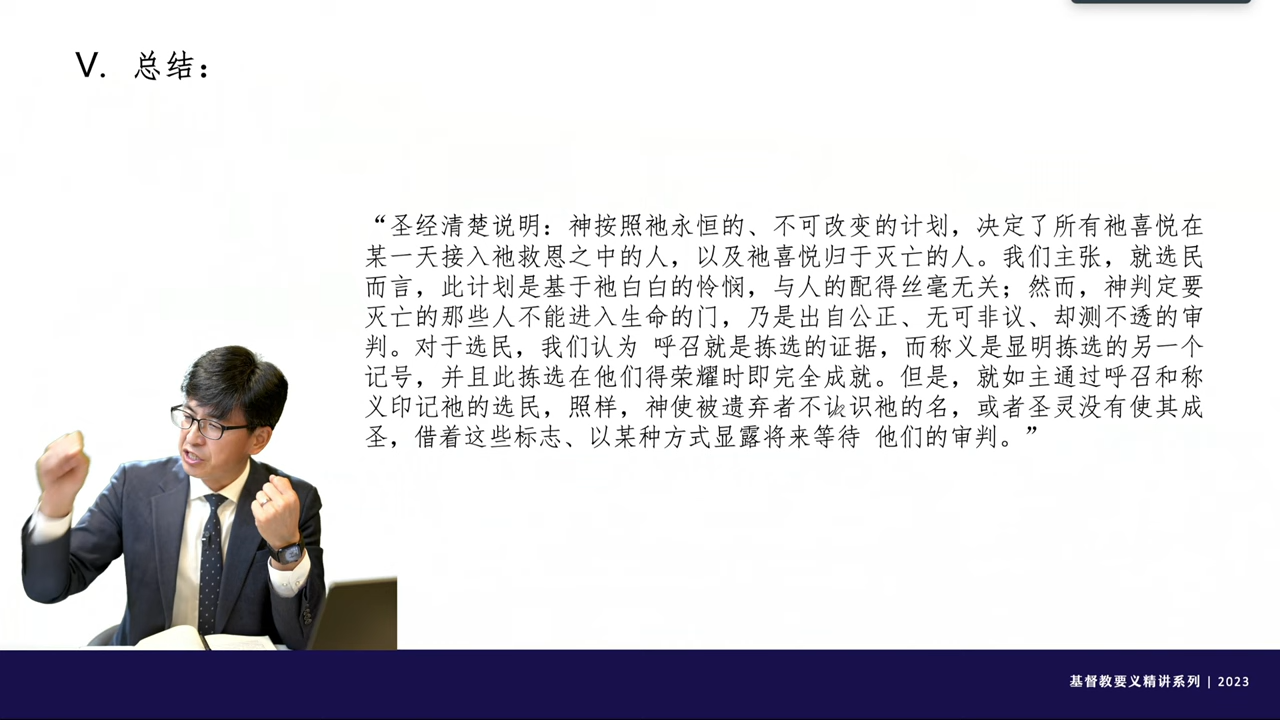 V. 总结：
“圣经清楚说明：神按照祂永恒的、不可改变的计划，决定了所有祂喜悦在
某一天接入祂救恩之中的人，以及祂喜悦归于灭亡的人。我们主张，就选民
而言，此计划是基于祂白白的怜悯，与人的配得丝毫无关；然而，神判定要
灭亡的那些人不能进入生命的门，乃是出自公正、无可非议、却测不透的审
判。对于选民，我们认为 呼召就是拣选的证据，而称义是显明拣选的另一个
记号，并且此拣选在他们得荣耀时即完全成就。但是，就如主通过呼召和称
义印记祂的选民，照样，神使被遗弃者不认识祂的名，或者圣灵没有使其成
圣，借着这些标志、以某种方式显露将来等待 他们的审判。”
基督教要义精讲系列 | 2023